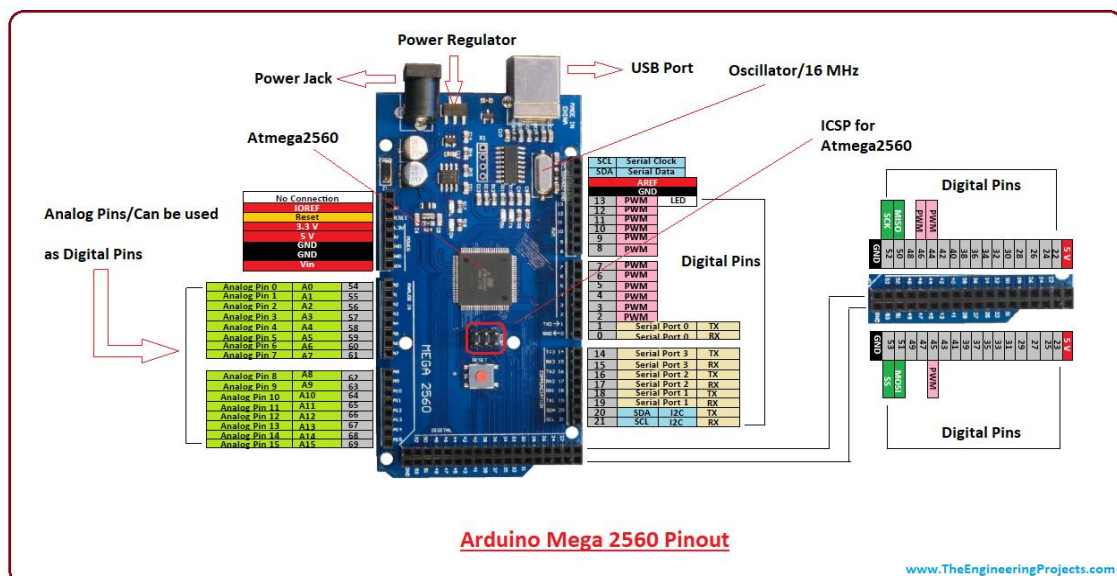 Power Regulator
Power Jack
USB Port
Oscillator/16 MHz
Atmega2560
ICSP for
Atmega2560
Analog Pins/Can be used
as Digital Pins
No Connection
IOREF
Reset
3.3 V
5 V
GND
GND
Vin
Analog Pin 0 A0 54
Analog Pin 1 A1 55
Analog Pin 2 A2 56
Analog Pin 3 A3 57
Analog Pin 4 A4 58
Analog Pin 5 A5 59
Analog Pin 6 A6 60
Analog Pin 7 A7 61
Analog Pin 8 A8 62
Analog Pin 9 A9 63
Analog Pin 10 A10 64
Analog Pin 11 A11 65
Analog Pin 12 A12 66
Analog Pin 13 A13 67
Analog Pin 14 A14 68
Analog Pin 15 A15 69
MADE IN
CHINA
ANALOG IN
MEGA 2560
COMMUNICATION
DIGITAL
SCL Serial Clock
SDA Serial Data
AREF
GND
13 PWM LED
12 PWM
11 PWM
10 PWM
9 PWM
8 PWM
7 PWM
6 PWM
5 PWM
4 PWM
3 PWM
2 PWM
1 Serial Port 0 TX
0 Serial Port 0 RX
14 Serial Port 3 TX
15 Serial Port 3 RX
16 Serial Port 2 TX
17 Serial Port 2 RX
18 Serial Port 1 TX
19 Serial Port 1 RX
20 SDA I2C TX
21 SCL I2C RX
Digital Pins
Digital Pins
SCK MISO PWM PWM
GND 52 50 48 46 44 42 40 38 36 34 32 30 28 26 24 22 5 V
GND 53 51 49 47 45 43 41 39 37 35 33 31 29 27 25 23 5 V
SS MOSI PWM
Digital Pins
Arduino Mega 2560 Pinout
www.TheEngineeringProjects.com